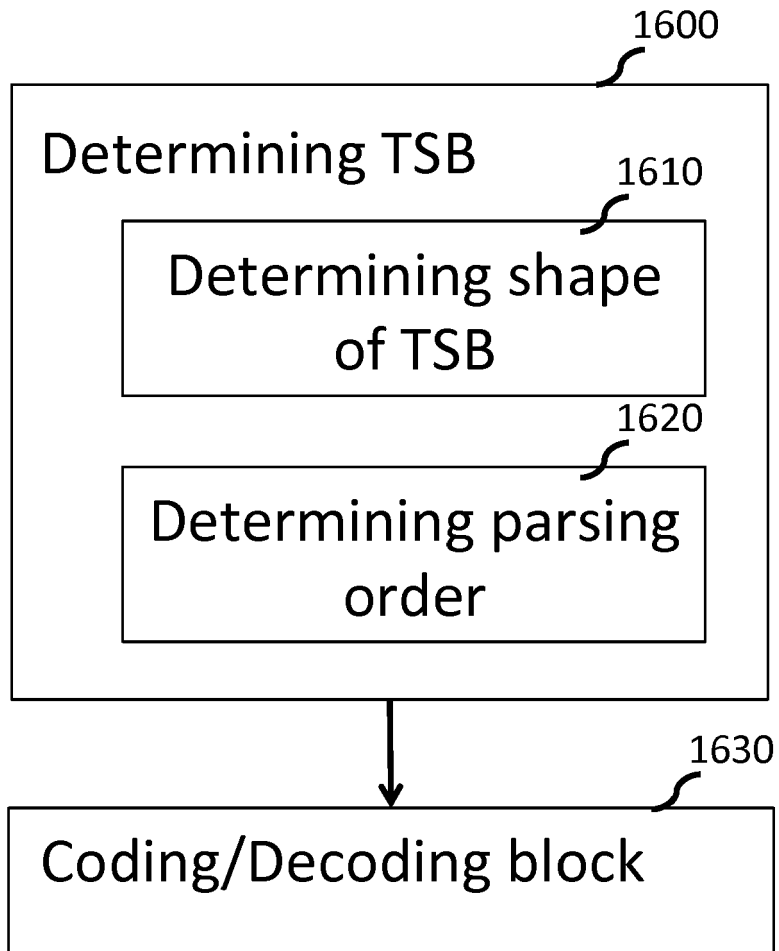 1600
Determining TSB
1610
Determining shape
of TSB
1620
Determining parsing
order
1630
Coding/Decoding block